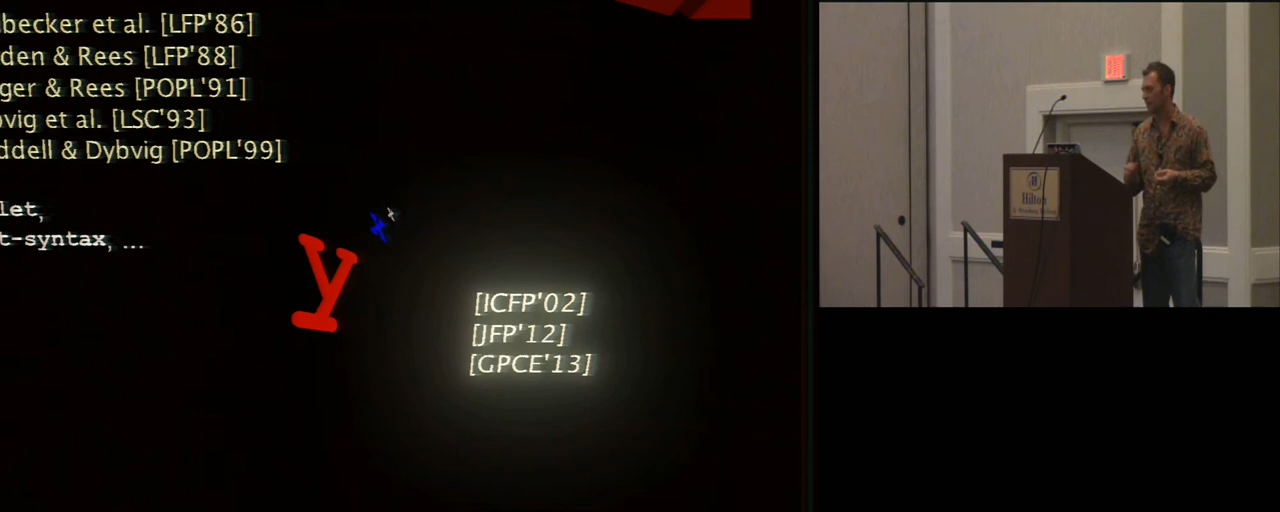 becker et al. [LFP'86]
den & Rees [LFP'88]
ger & Rees [POPL'91]
vig et al. [LSC'93]
ddell & Dybvig [POPL'99]
let,
t-syntax, ...
x
x
y
[ICFP'02]
[JFP'12]
[GPCE'13]
Hilton